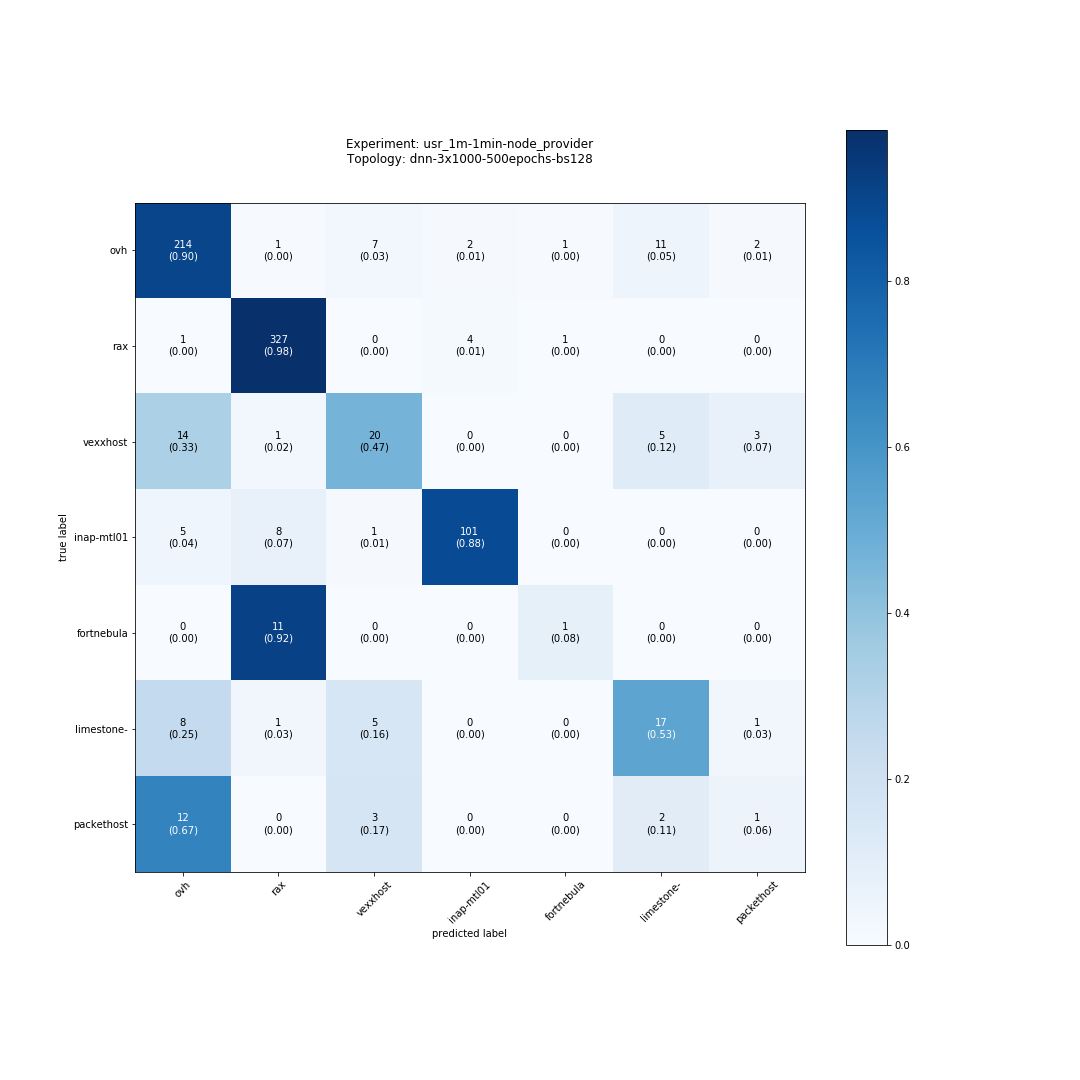 Experiment: usr_1m-1min-node_provider
Topology: dnn-3x1000-500epochs-bs128
ovh
214 1 7 2 1 11 2
(0.90) (0.00) (0.03) (0.01) (0.00) (0.05) (0.01)
rax
1 327 0 4 1 0 0
(0.00) (0.98) (0.00) (0.01) (0.00) (0.00) (0.00)
vexxhost
14 1 20 0 0 5 3
(0.33) (0.02) (0.47) (0.00) (0.00) (0.12) (0.07)
inap-mtl01
5 8 1 101 0 0 0
(0.04) (0.07) (0.01) (0.88) (0.00) (0.00) (0.00)
fortnebula
0 11 0 0 1 0 0
(0.00) (0.92) (0.00) (0.00) (0.08) (0.00) (0.00)
limestone-
8 1 5 0 0 17 1
(0.25) (0.03) (0.16) (0.00) (0.00) (0.53) (0.03)
packethost
12 0 3 0 0 2 1
(0.67) (0.00) (0.17) (0.00) (0.00) (0.11) (0.06)
true label
ovh rax vexxhost inap-mtl01 fortnebula limestone- packethost
predicted label
0.8
0.6
0.4
0.2
0.0